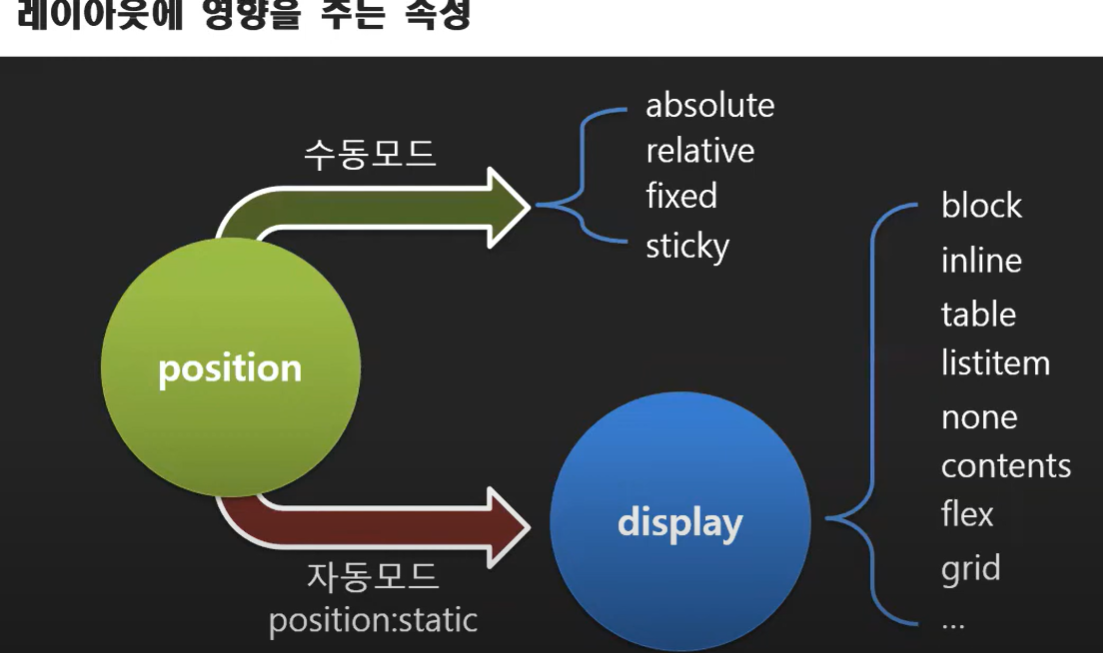 레이아웃에 영향을 주는 속성
수동모드
absolute
relative
fixed
sticky
position
자동모드
position:static
display
block
inline
table
listitem
none
contents
flex
grid
...